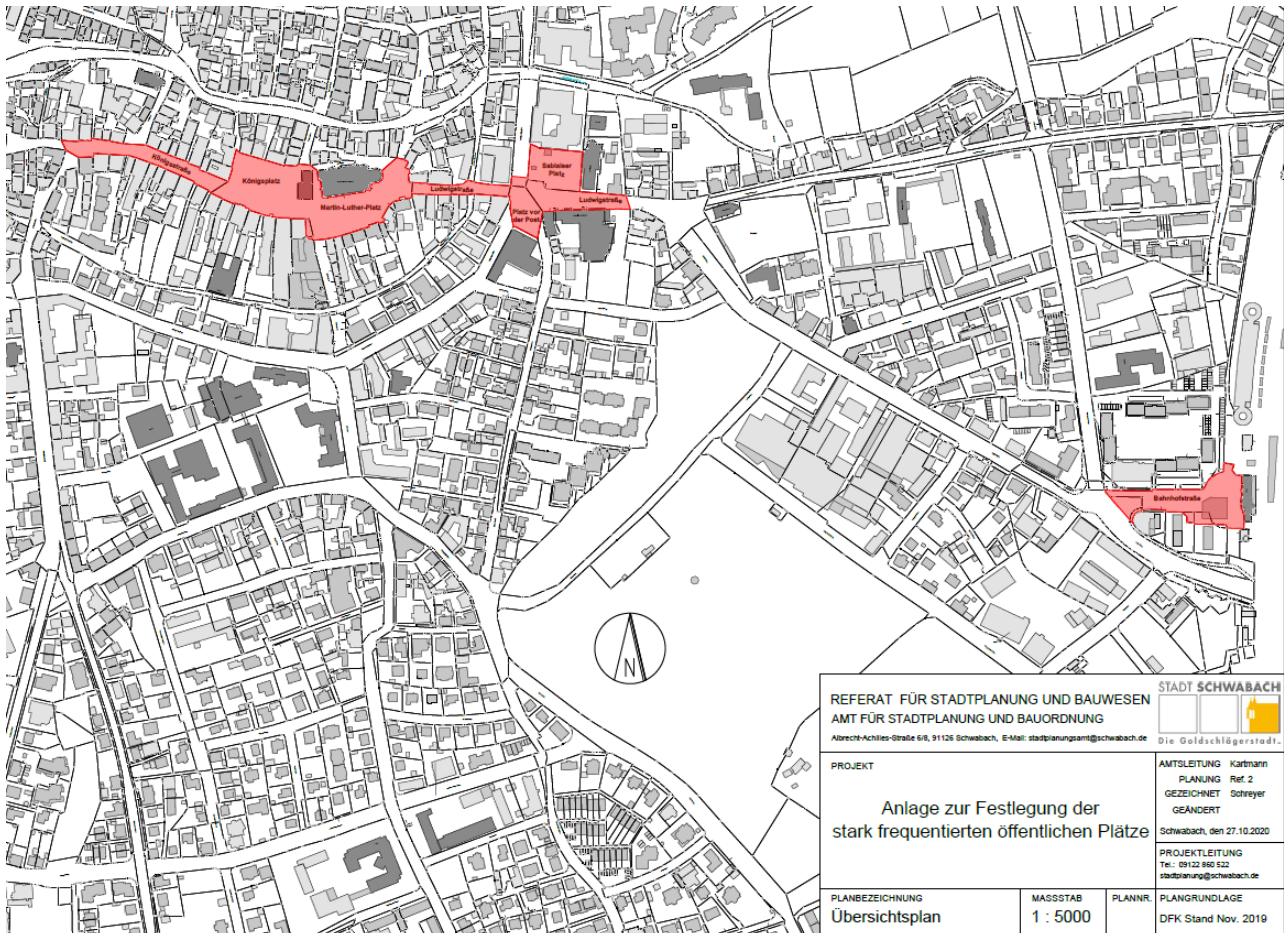 Königsstraße
Königsplatz
Martin-Luther-Platz
Ludwigstraße
Sablaiser
Platz
Ludwigstraße
Platz vor
der Post
Bahnhofstraße
N
REFERAT FÜR STADTPLANUNG UND BAUWESEN
AMT FÜR STADTPLANUNG UND BAUORDNUNG
Albrecht-Achilles-Straße 6/8, 91126 Schwabach, E-Mail: stadtplanungsamt@schwabach.de
STADT SCHWABACH
Die Goldschlägerstadt.
PROJEKT
Anlage zur Festlegung der
stark frequentierten öffentlichen Plätze
AMTSLEITUNG Kartmann
PLANUNG Ref. 2
GEZEICHNET Schreyer
GEÄNDERT
Schwabach, den 27.10.2020
PROJEKTLEITUNG
Tel.: 09122 860 522
stadtplanung@schwabach.de
PLANBEZEICHNUNG
Übersichtsplan
MASSSTAB
1 : 5000
PLANNR.
PLANGRUNDLAGE
DFK Stand Nov. 2019